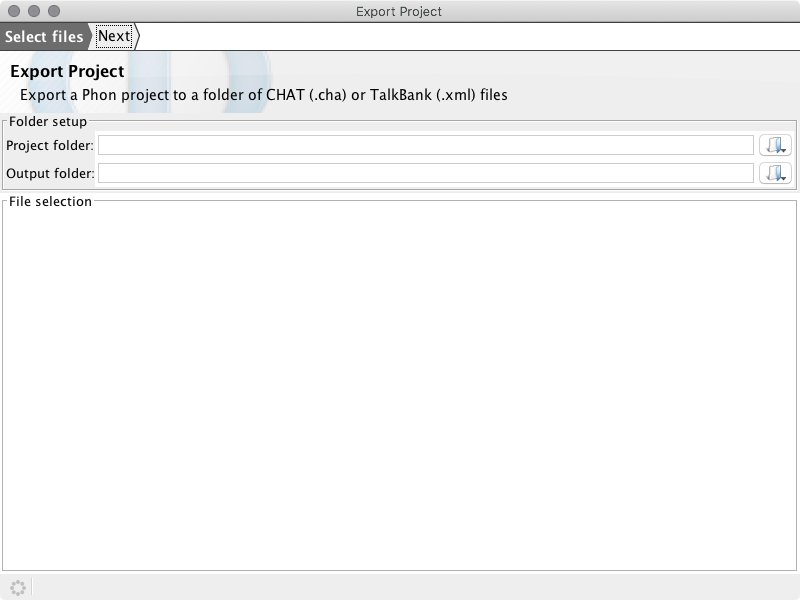 Export Project
Select files Next
Export Project
Export a Phon project to a folder of CHAT (.cha) or TalkBank (.xml) files
Folder setup
Project folder:
Output folder:
File selection